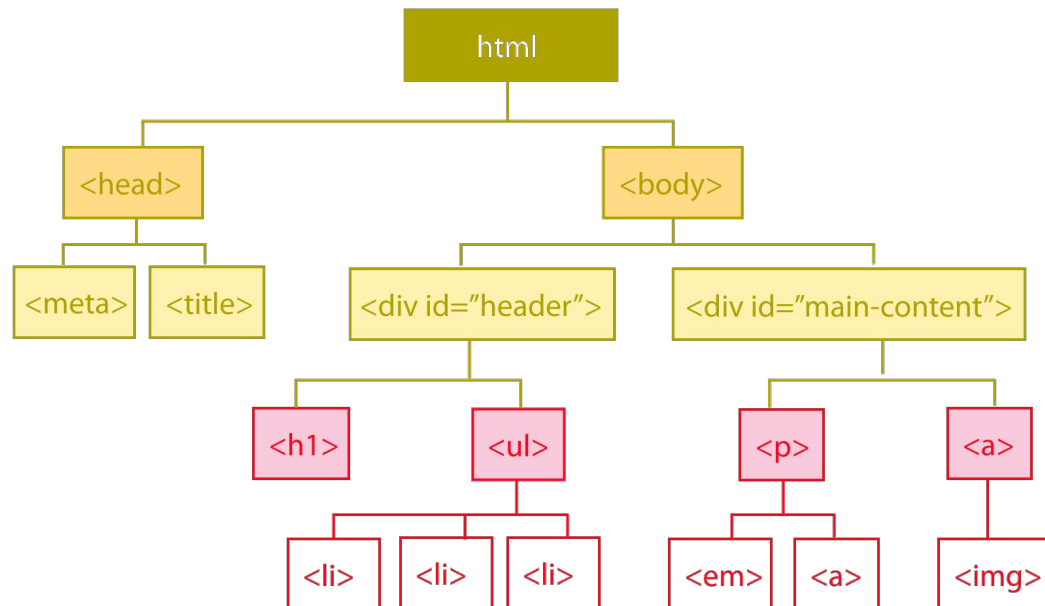 html
<head>
<body>
<meta>
<title>
<div id=”header”>
<div id=”main-content”>
<h1>
<ul>
<p>
<a>
<li>
<li>
<li>
<em>
<a>
<img>